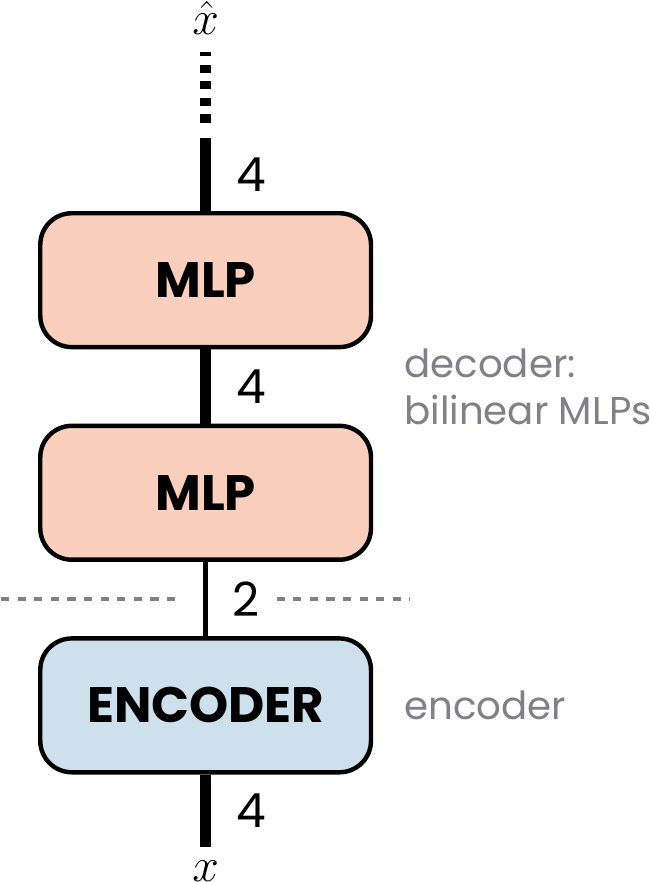 x̂
4
MLP
4
decoder:
bilinear MLPs
MLP
2
ENCODER
encoder
4
x